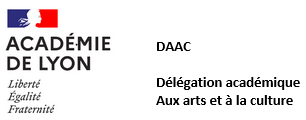 ACADÉMIE
DE LYON
Liberté
Égalité
Fraternité
DAAC
Délégation académique
Aux arts et à la culture